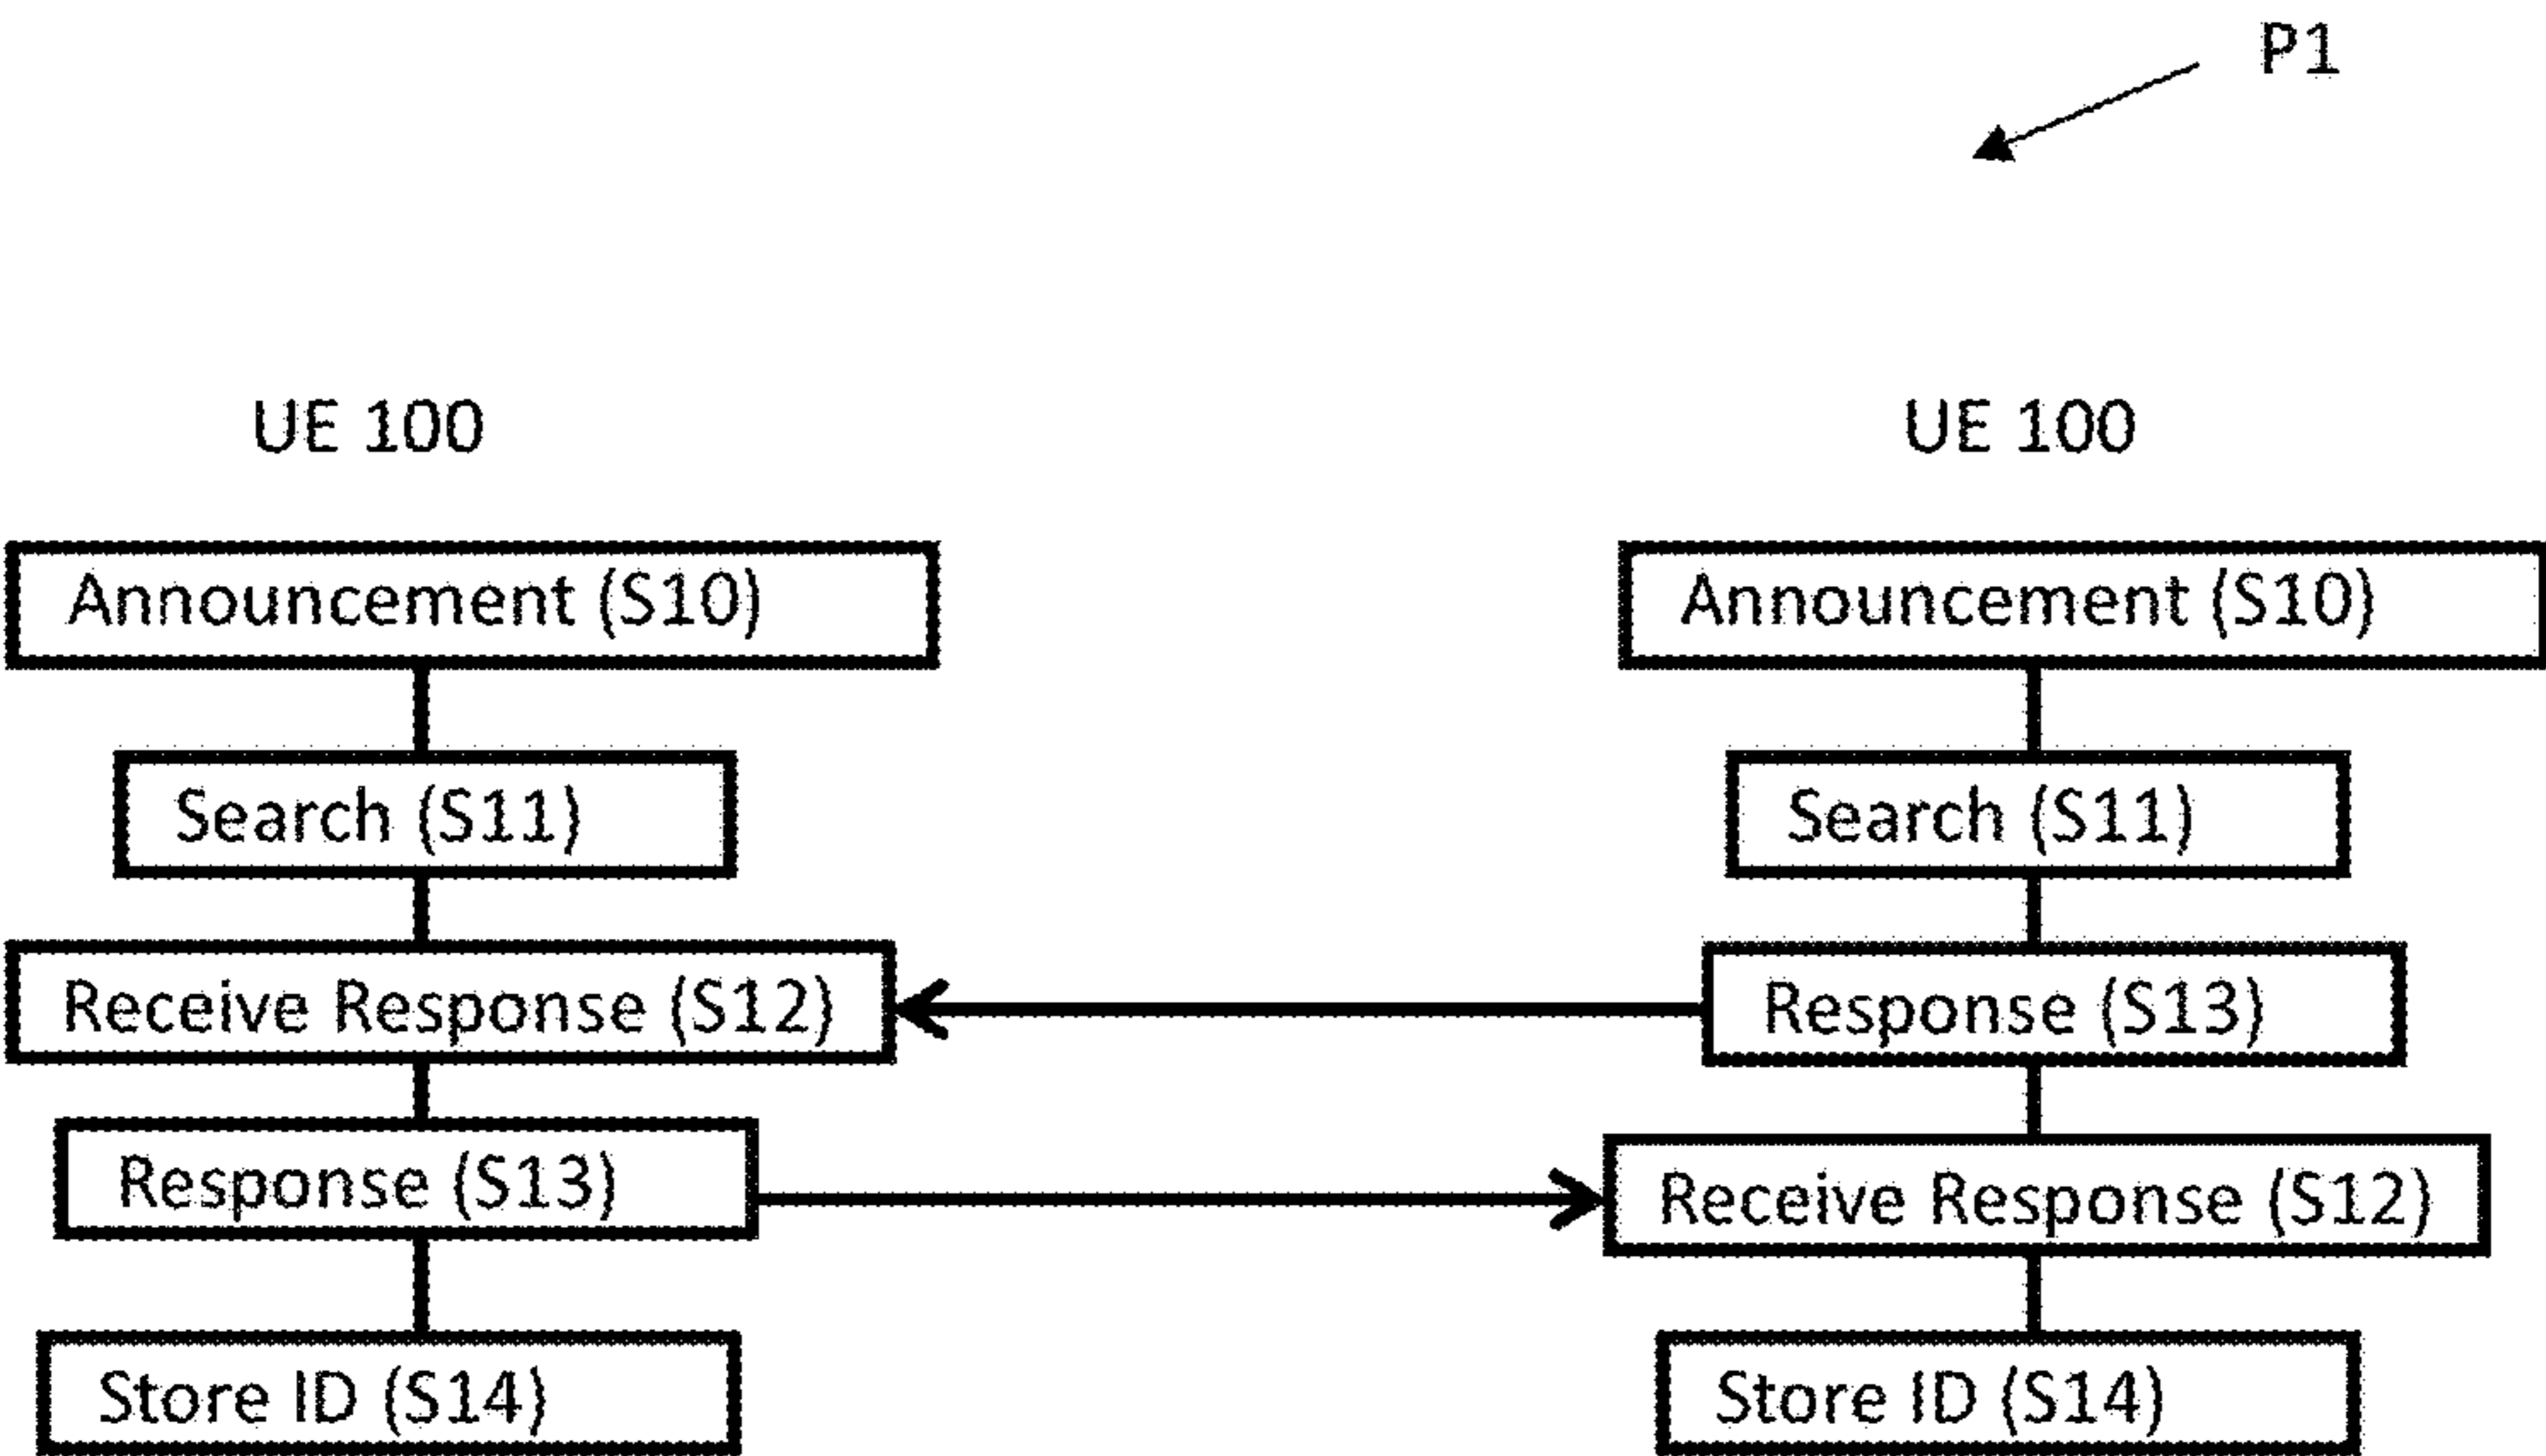 P1
UE 100
UE 100
Announcement (S10)
Announcement (S10)
Search (S11)
Search (S11)
Receive Response (S12)
Response (S13)
Response (S13)
Receive Response (S12)
Store ID (S14)
Store ID (S14)